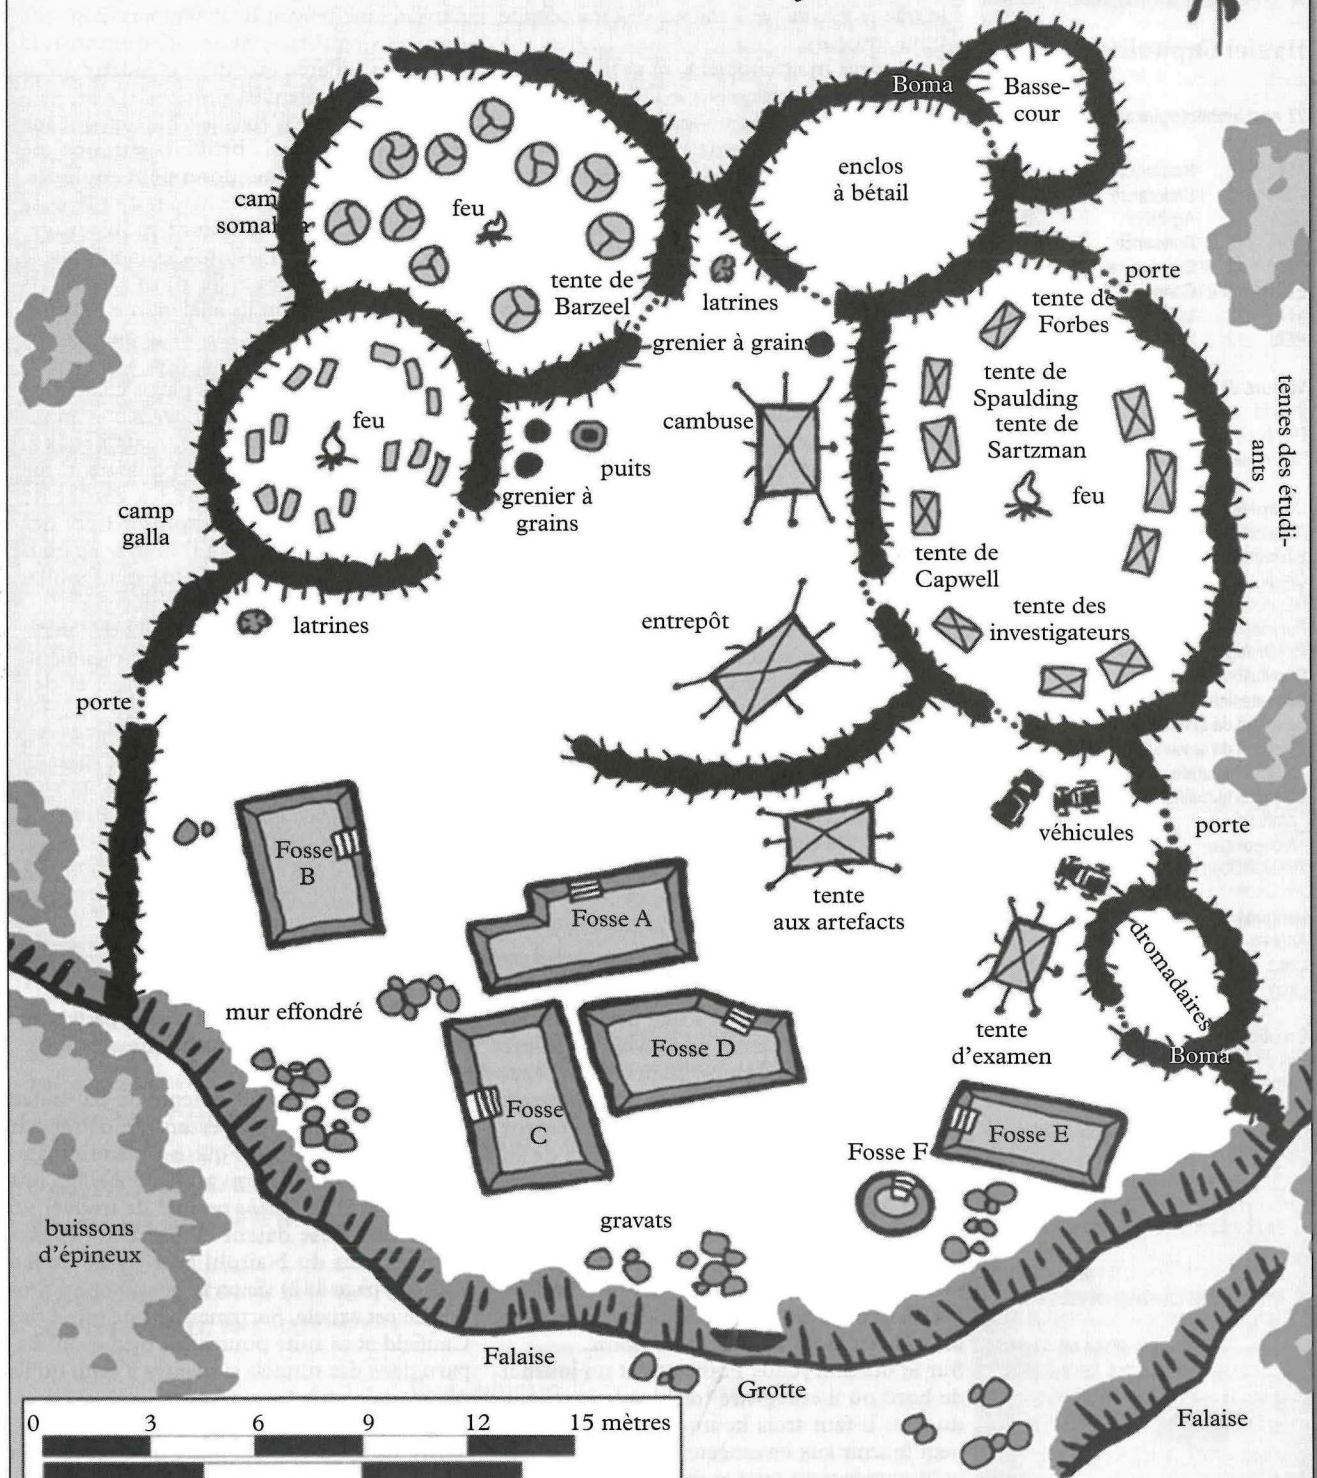 Boma
Basse-
cour
enclos
à bétail
camp
somalien
feu
tente de
Barzeel
latrines
porte
tente de
Forbes
grenier à grains
tente de
Spaulding
tente de
Sartzman
tentes des étudi-
ants
cambuse
feu
puits
grenier à
grains
feu
camp
galla
tente de
Capwell
tente des
investigateurs
entrepôt
latrines
porte
véhicules
porte
Fosse
B
Fosse A
tente
aux artefacts
dromadaires
mur effondré
tente
d'examen
Boma
Fosse D
Fosse
C
Fosse E
Fosse F
buissons
d'épineux
gravats
Falaise
Grotte
Falaise
0 3 6 9 12 15 mètres